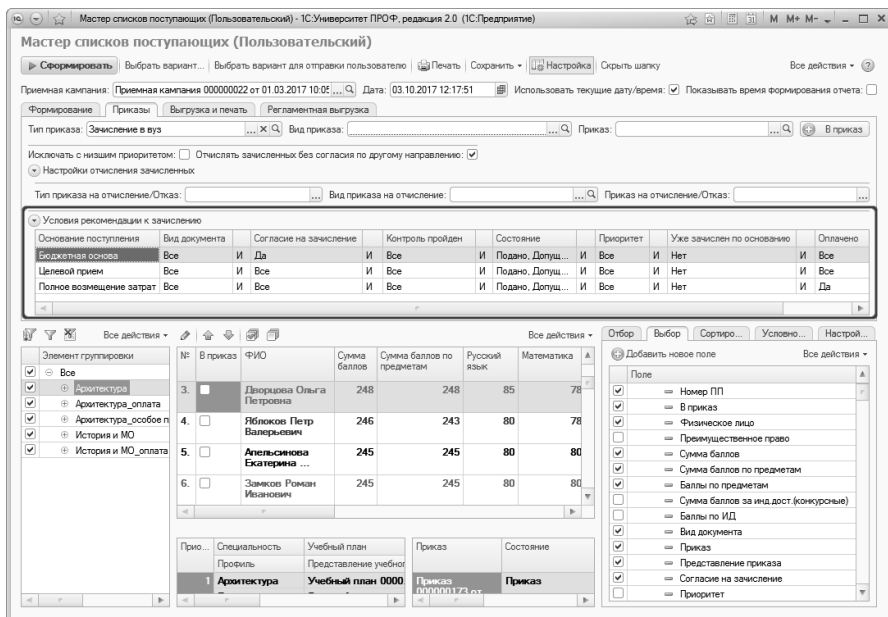 Мастер списков поступающих (Пользовательский) - 1С:Университет ПРОФ, редакция 2.0 (1С:Предприятие) M M+ M-
Мастер списков поступающих (Пользовательский)
Сформировать Выбрать вариант... Выбрать вариант для отправки пользователю Печать Сохранить Настройка Скрыть шапку Все действия
Приемная кампания: Приемная кампания 000000022 от 01.03.2017 10:05 ... Дата: 03.10.2017 12:17:51 Использовать текущие дату/время: Показывать время формирования отчета:
Формирование Приказы Выгрузка и печать Регламентная выгрузка
Тип приказа: Зачисление в вуз ... Вид приказа: ... Приказ: ... В приказ
Исключать с низшим приоритетом: Отчислять зачисленных без согласия по другому направлению:
Настройки отчисления зачисленных
Тип приказа на отчисление/Отказ: ... Вид приказа на отчисление: ... Приказ на отчисление/Отказ: ...
Условия рекомендации к зачислению
Основание поступления Вид документа Согласие на зачисление Контроль пройден Состояние Приоритет Уже зачислен по основанию Оплачено
Бюджетная основа Все И Да И Все И Подано, Допущ... И Все И Нет И Все
Целевой прием Все И Все И Все И Подано, Допущ... И Все И Нет И Все
Полное возмещение затрат Все И Все И Все И Подано, Допущ... И Все И Нет И Да
Все действия Все действия Отбор Выбор Сортиро... Условно... Настрой...
Элемент группировки
Все
Архитектура
Архитектура_оплата
Архитектура_особое п
История и МО
История и МО_оплата
№ В приказ ФИО Сумма баллов Сумма баллов по предметам Русский язык Математика
3. Дворцова Ольга Петровна 248 248 85 78
4. Яблоков Петр Валерьевич 246 243 80 78
5. Апельсинова Екатерина ... 245 245 80 80
6. Замков Роман Иванович 245 245 80 80
Прио... Специальность Учебный план
Профиль Представление учебног
1 Архитектура Учебный план 0000
Приказ Состояние
Приказ 000000173 от Приказ
Добавить новое поле Все действия
Поле
Номер ПП
В приказ
Физическое лицо
Преимущественное право
Сумма баллов
Сумма баллов по предметам
Баллы по предметам
Сумма баллов за инд.дост.(конкурсные)
Баллы по ИД
Вид документа
Приказ
Представление приказа
Согласие на зачисление
Приоритет